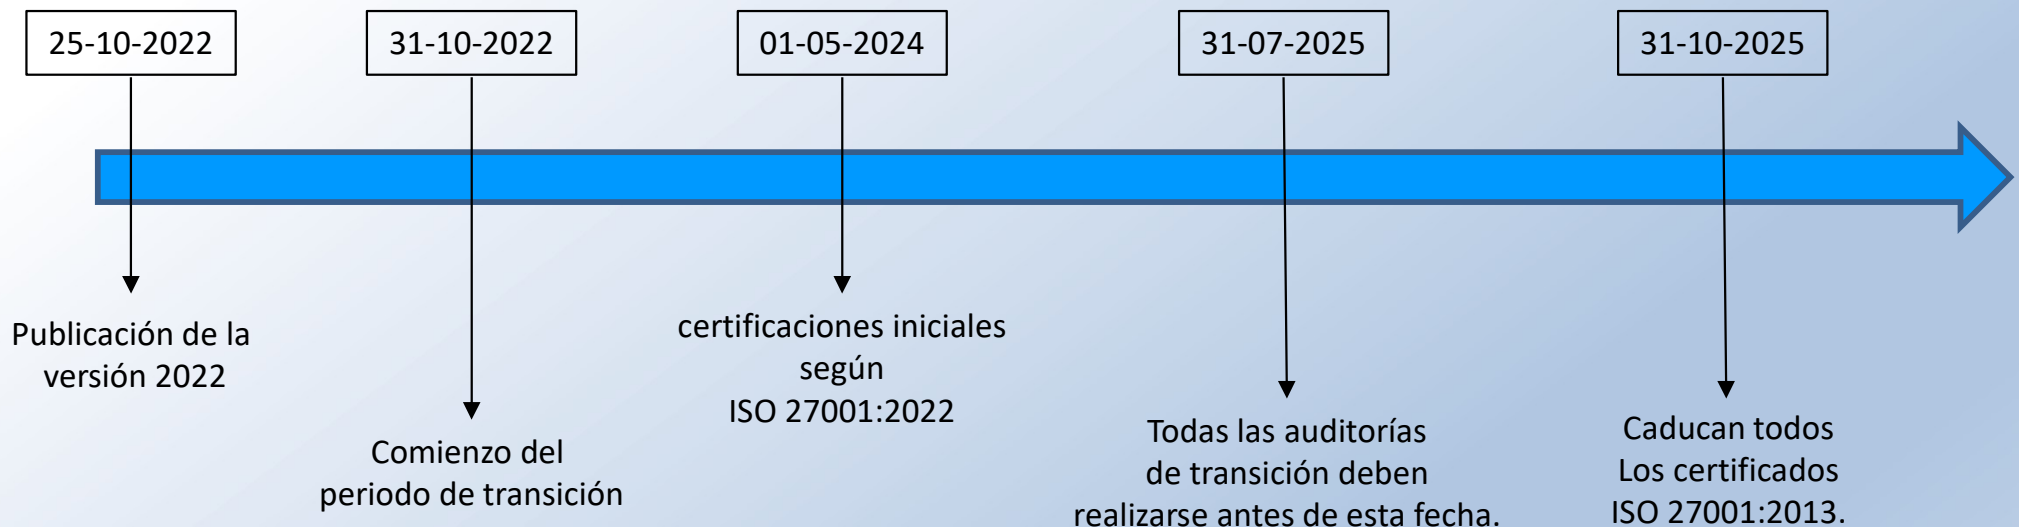 25-10-2022
31-10-2022
01-05-2024
31-07-2025
31-10-2025
Publicación de la
versión 2022
Comienzo del
periodo de transición
certificaciones iniciales
según
ISO 27001:2022
Todas las auditorías
de transición deben
realizarse antes de esta fecha.
Caducan todos
Los certificados
ISO 27001:2013.